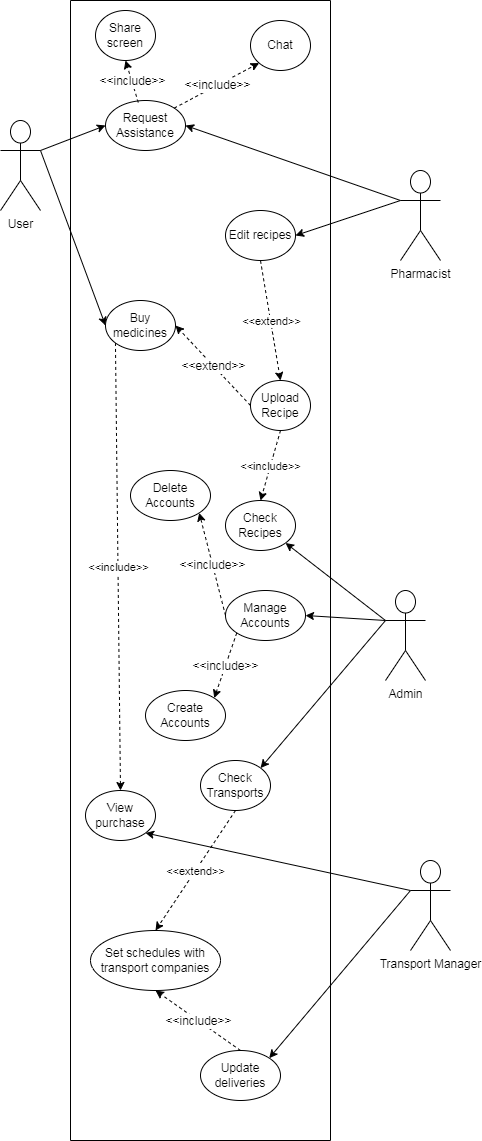 Share
screen
Chat
<<include>>
<<include>>
Request
Assistance
User
Edit recipes
Pharmacist
Buy
medicines
<<extend>>
<<extend>>
Upload
Recipe
<<include>>
Delete
Accounts
Check
Recipes
<<include>>
<<include>>
Manage
Accounts
<<include>>
Admin
Create
Accounts
Check
Transports
View
purchase
<<extend>>
Set schedules with
transport companies
Transport Manager
<<include>>
Update
deliveries